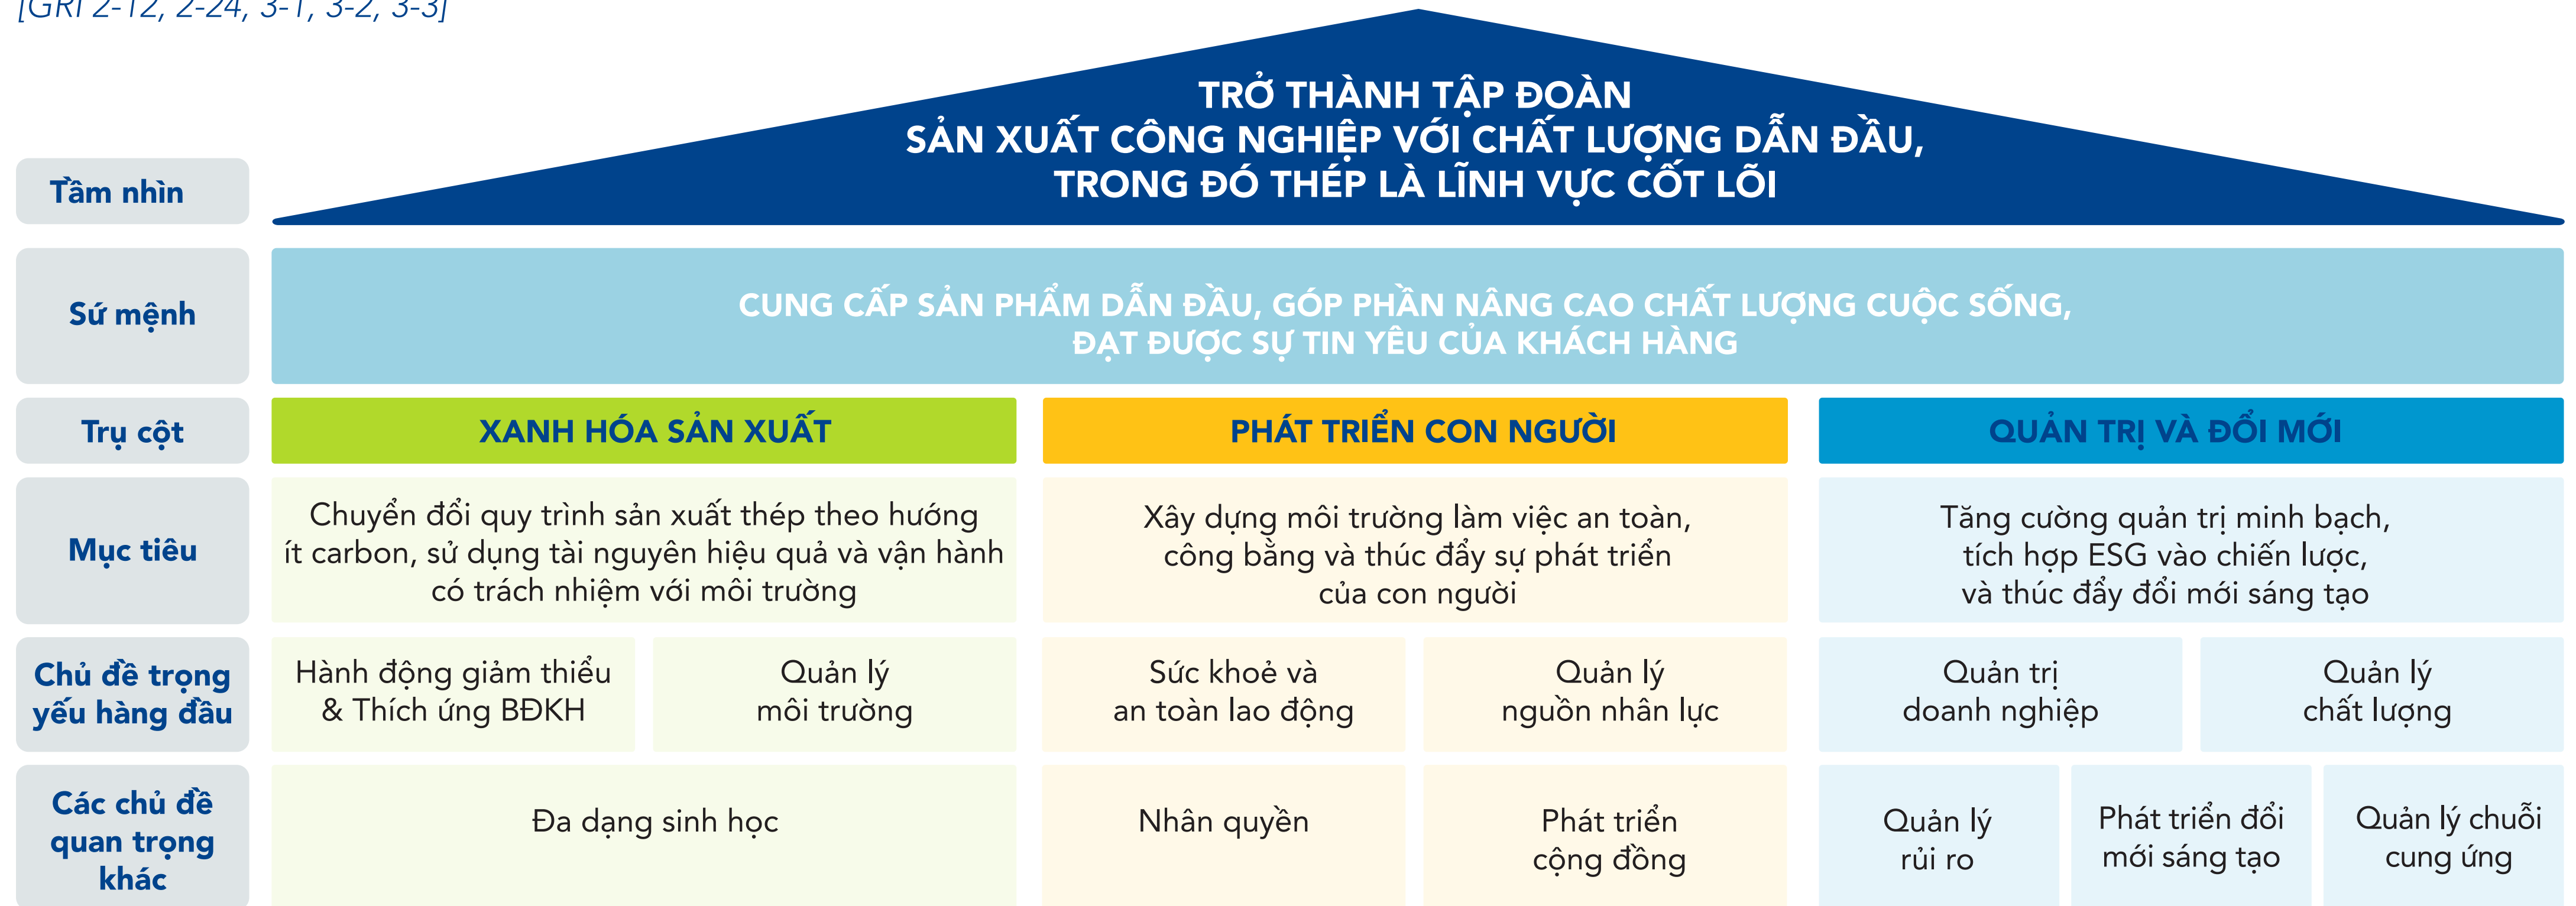 [GRI 2-12, 2-24, 3-1, 3-2, 3-3]
TRỞ THÀNH TẬP ĐOÀN
SẢN XUẤT CÔNG NGHIỆP VỚI CHẤT LƯỢNG DẪN ĐẦU,
TRONG ĐÓ THÉP LÀ LĨNH VỰC CỐT LÕI
Tầm nhìn
Sứ mệnh
CUNG CẤP SẢN PHẨM DẪN ĐẦU, GÓP PHẦN NÂNG CAO CHẤT LƯỢNG CUỘC SỐNG,
ĐẠT ĐƯỢC SỰ TIN YÊU CỦA KHÁCH HÀNG
Trụ cột
XANH HÓA SẢN XUẤT
PHÁT TRIỂN CON NGƯỜI
QUẢN TRỊ VÀ ĐỔI MỚI
Mục tiêu
Chuyển đổi quy trình sản xuất thép theo hướng
ít carbon, sử dụng tài nguyên hiệu quả và vận hành
có trách nhiệm với môi trường
Xây dựng môi trường làm việc an toàn,
công bằng và thúc đẩy sự phát triển
của con người
Tăng cường quản trị minh bạch,
tích hợp ESG vào chiến lược,
và thúc đẩy đổi mới sáng tạo
Chủ đề trọng
yếu hàng đầu
Hành động giảm thiểu
& Thích ứng BĐKH
Quản lý
môi trường
Sức khoẻ và
an toàn lao động
Quản lý
nguồn nhân lực
Quản trị
doanh nghiệp
Quản lý
chất lượng
Các chủ đề
quan trọng
khác
Đa dạng sinh học
Nhân quyền
Phát triển
cộng đồng
Quản lý
rủi ro
Phát triển đổi
mới sáng tạo
Quản lý chuỗi
cung ứng